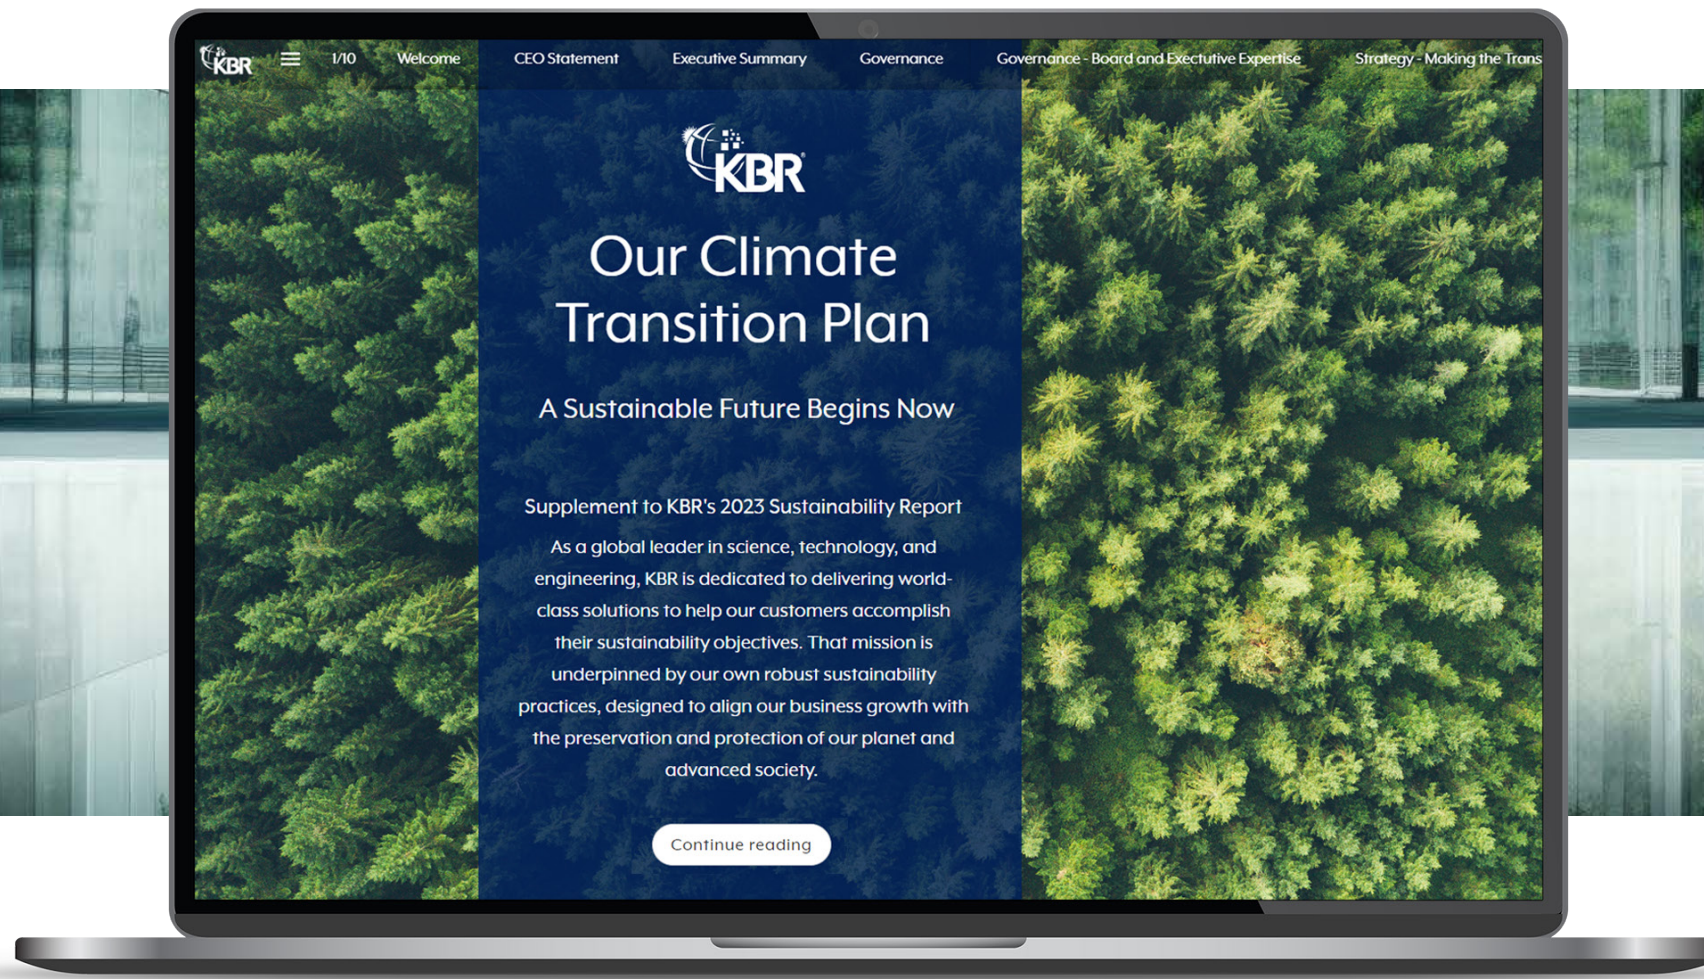 KBR
1/10
Welcome
CEO Statement
Executive Summary
Governance
Governance - Board and Exectutive Expertise
Strategy - Making the Trans
KBR
Our Climate
Transition Plan
A Sustainable Future Begins Now
Supplement to KBR's 2023 Sustainability Report
As a global leader in science, technology, and
engineering, KBR is dedicated to delivering world-
class solutions to help our customers accomplish
their sustainability objectives. That mission is
underpinned by our own robust sustainability
practices, designed to align our business growth with
the preservation and protection of our planet and
advanced society.
Continue reading